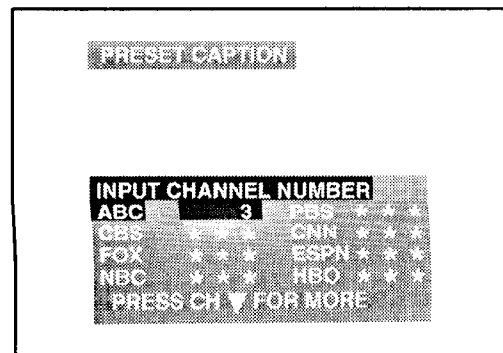 PRESET CAPTION
INPUT CHANNEL NUMBER
ABC 3 PBS * * *
CBS * * * CNN * * *
FOX * * * ESPN * * *
NBC * * * HBO * * *
PRESS CH ▼ FOR MORE